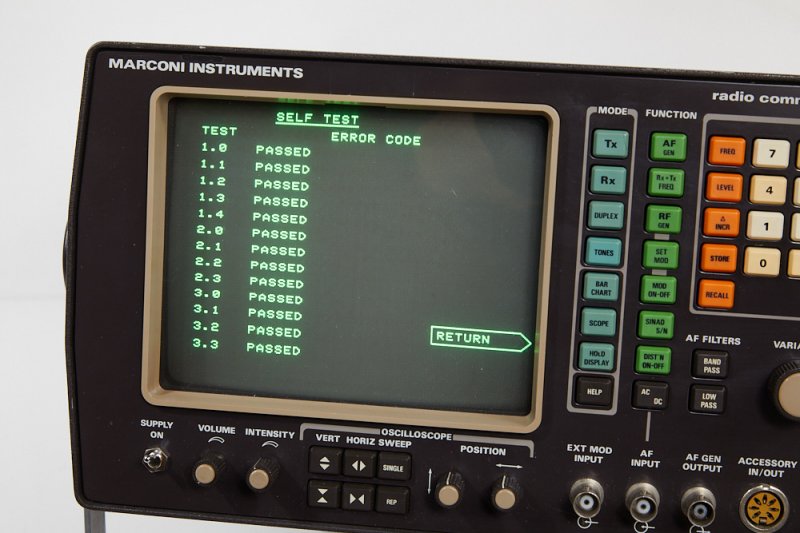 MARCONI INSTRUMENTS
radio comm
SELF TEST
TEST ERROR CODE
1.0 PASSED
1.1 PASSED
1.2 PASSED
1.3 PASSED
1.4 PASSED
2.0 PASSED
2.1 PASSED
2.2 PASSED
2.3 PASSED
3.0 PASSED
3.1 PASSED
3.2 PASSED
3.3 PASSED
RETURN
MODE
Tx
Rx
DUPLEX
TONES
BAR
CHART
SCOPE
HOLD
DISPLAY
HELP
FUNCTION
AF
GEN
Rx=Tx
FREQ
RF
GEN
SET
MOD
MOD
ON-OFF
SINAD
S/N
DIST'N
ON-OFF
AC
DC
FREQ
LEVEL
Δ
INCR
STORE
RECALL
7
4
1
0
AF FILTERS
BAND
PASS
LOW
PASS
VARIA
SUPPLY
ON
VOLUME
INTENSITY
OSCILLOSCOPE
VERT HORIZ SWEEP
SINGLE
REP
POSITION
EXT MOD
INPUT
AF
INPUT
AF GEN
OUTPUT
ACCESSORY
IN/OUT